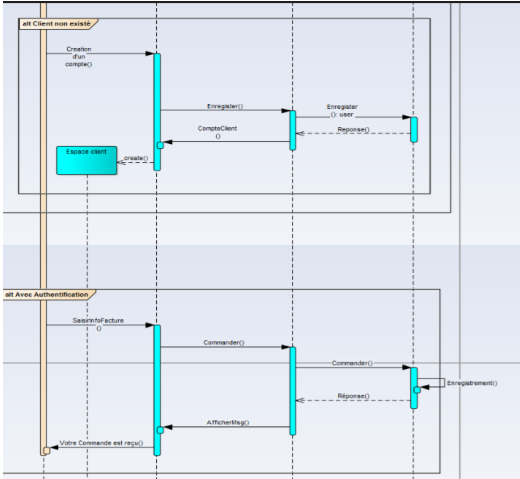 alt Client non existé
Creation
d'un
compte()
Enregister()
Enregister
(): user
CompteClient
()
Reponse()
Espace client
create()
alt Avec Authentification
SaisirInfoFacture
()
Commander()
Commander()
Enregistrement()
Réponse()
AfficherMsg()
Votre Commande est reçu()